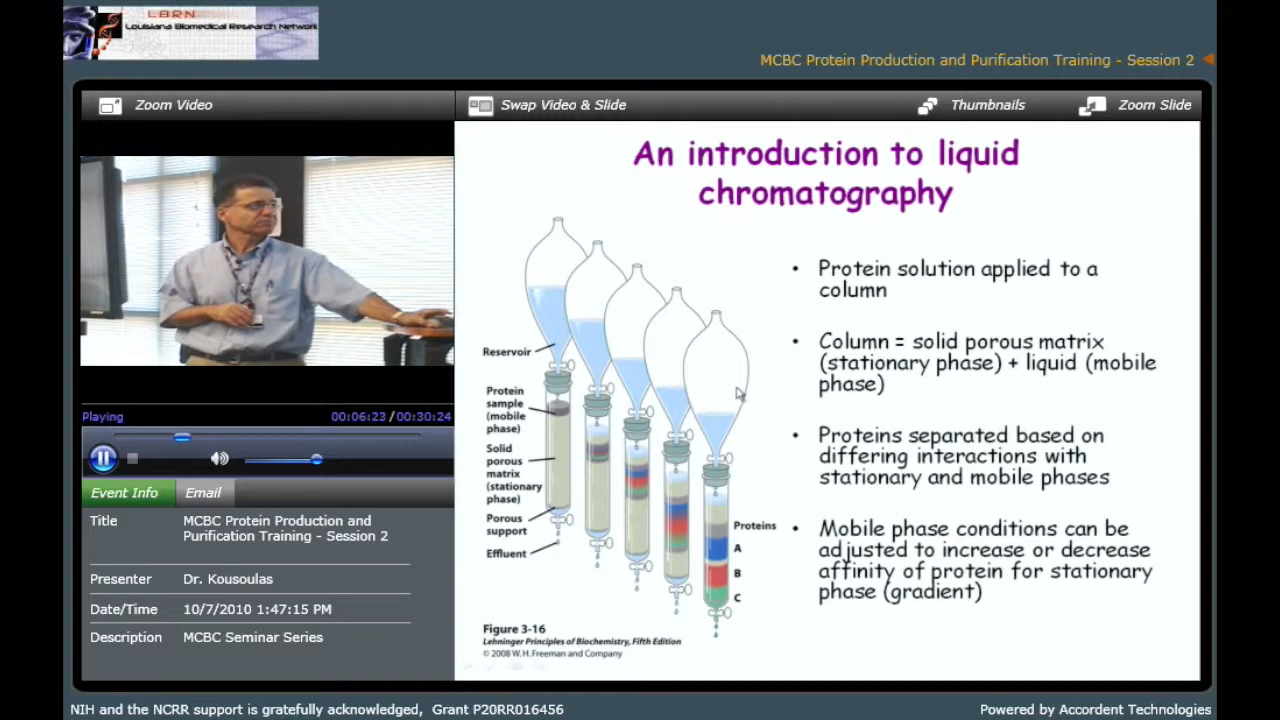 LBRN
Louisiana Biomedical Research Network
MCBC Protein Production and Purification Training - Session 2
Zoom Video
Swap Video & Slide
Thumbnails
Zoom Slide
An introduction to liquid
chromatography
Reservoir
Protein
sample
(mobile
phase)
Solid
porous
matrix
(stationary
phase)
Porous
support
Effluent
Proteins
A
B
C
Figure 3-16
Lehninger Principles of Biochemistry, Fifth Edition
© 2008 W. H. Freeman and Company
• Protein solution applied to a
column
• Column = solid porous matrix
(stationary phase) + liquid (mobile
phase)
• Proteins separated based on
differing interactions with
stationary and mobile phases
• Mobile phase conditions can be
adjusted to increase or decrease
affinity of protein for stationary
phase (gradient)
Playing 00:06:23 / 00:30:24
Event Info Email
Title MCBC Protein Production and
Purification Training - Session 2
Presenter Dr. Kousoulas
Date/Time 10/7/2010 1:47:15 PM
Description MCBC Seminar Series
NIH and the NCRR support is gratefully acknowledged, Grant P20RR016456
Powered by Accordent Technologies